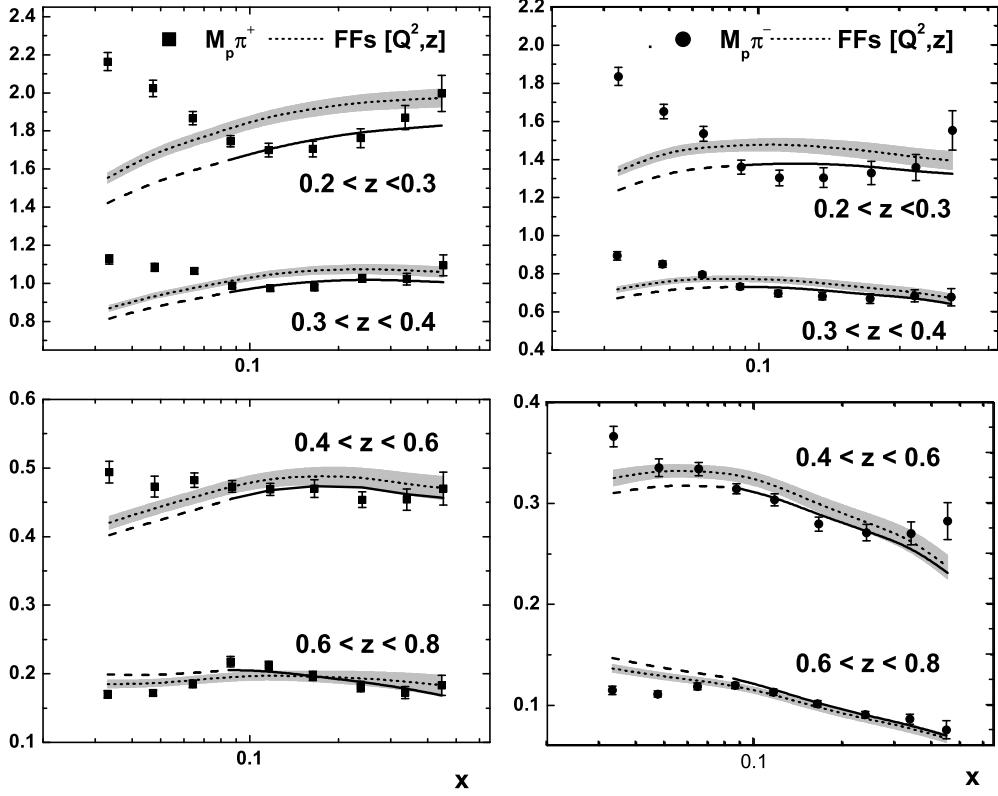 2.4
2.2
2.0
1.8
1.6
1.4
1.2
1.0
0.8
M_pπ⁺ FFs [Q²,z]
0.2 < z <0.3
0.3 < z < 0.4
0.1
2.2
2.0
1.8
1.6
1.4
1.2
1.0
0.8
0.6
0.4
M_pπ⁻ FFs [Q²,z]
0.2 < z <0.3
0.3 < z < 0.4
0.1
0.6
0.5
0.4
0.3
0.2
0.1
0.4 < z < 0.6
0.6 < z < 0.8
0.1
x
0.4
0.3
0.2
0.1
0.4 < z < 0.6
0.6 < z < 0.8
0.1
x